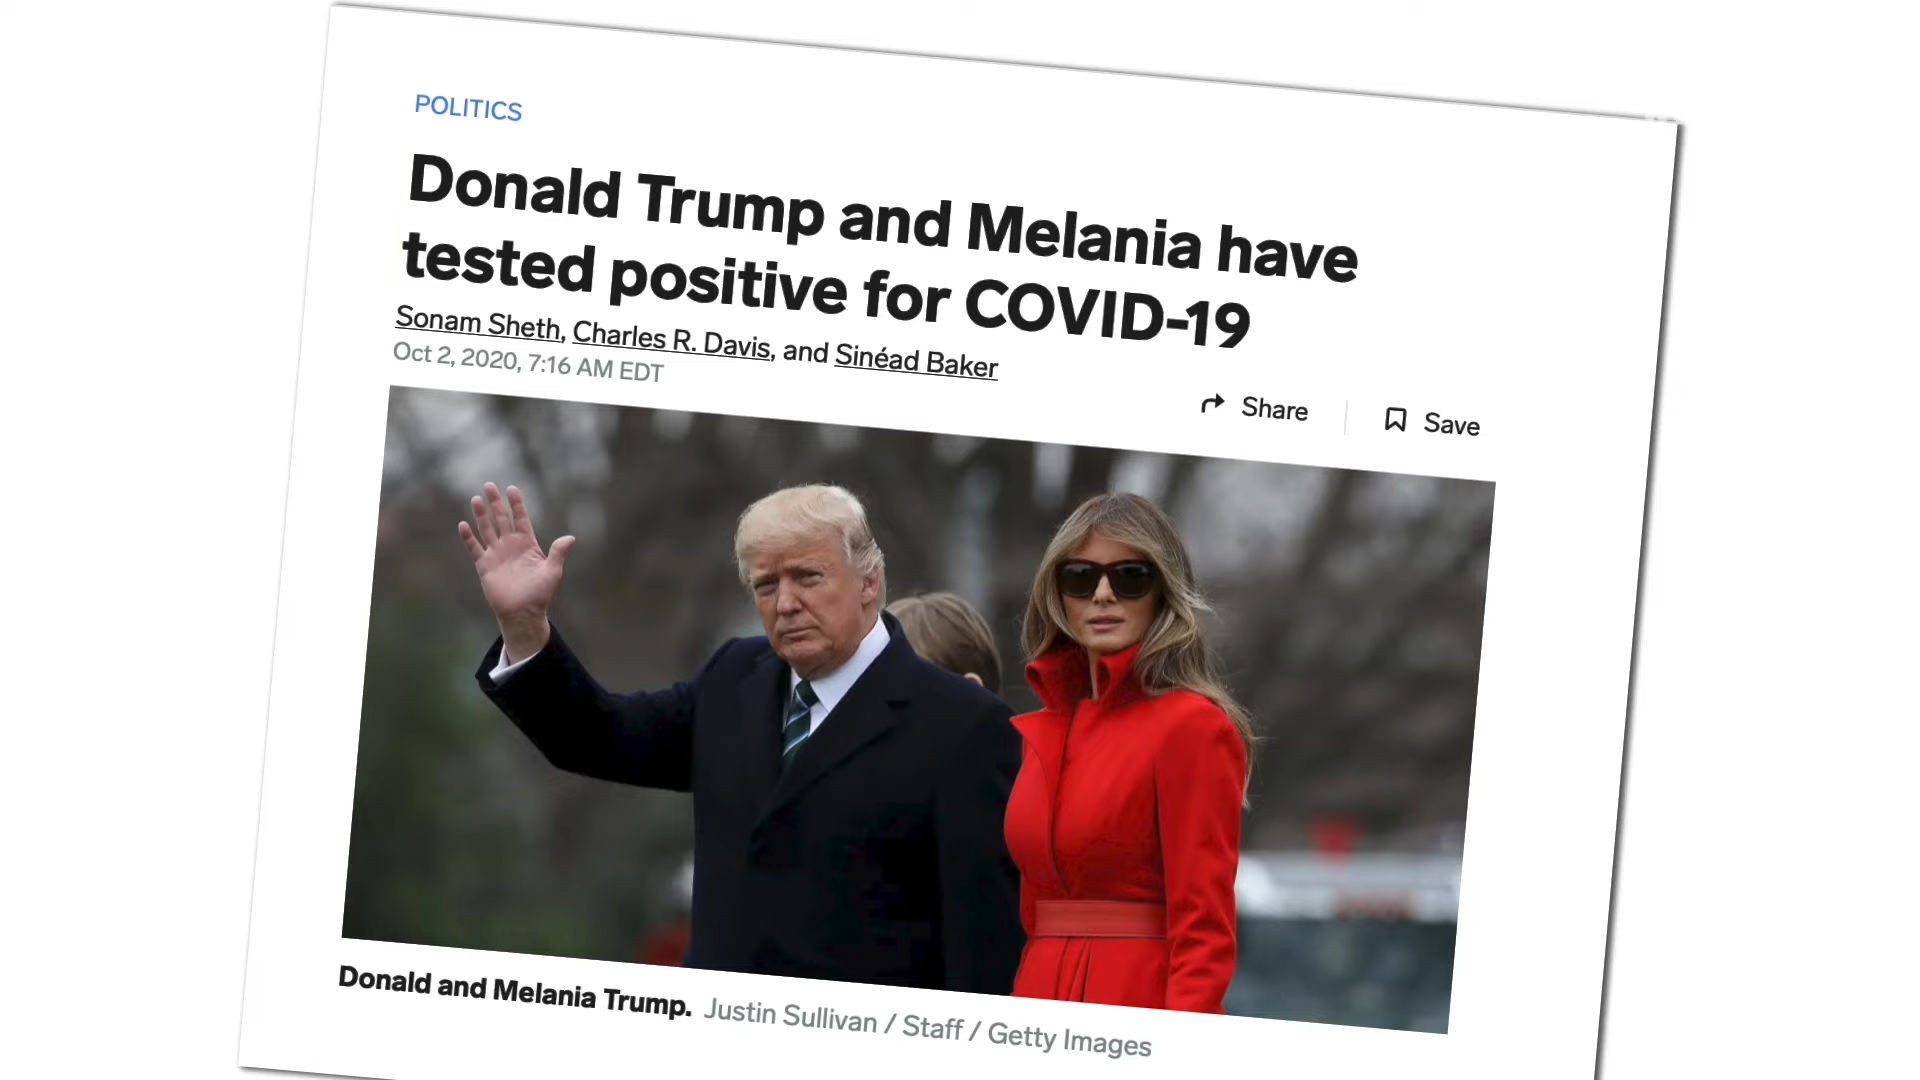 POLITICS
Donald Trump and Melania have
tested positive for COVID-19
Sonam Sheth, Charles R. Davis, and Sinéad Baker
Oct 2, 2020, 7:16 AM EDT
Share
Save
Donald and Melania Trump. Justin Sullivan / Staff / Getty Images